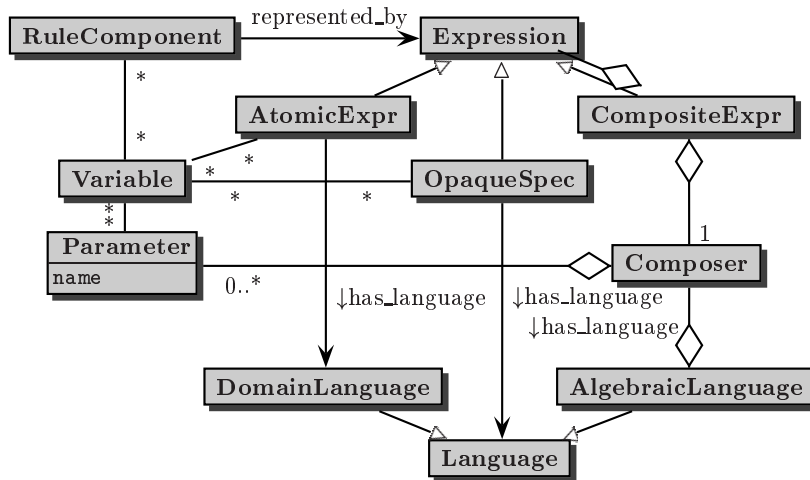 represented_by
RuleComponent
Expression
*
AtomicExpr
CompositeExpr
*
*
*
Variable
OpaqueSpec
*
*
*
*
1
Parameter
Composer
name
0..*
↓has_language
↓has_language
↓has_language
DomainLanguage
AlgebraicLanguage
Language